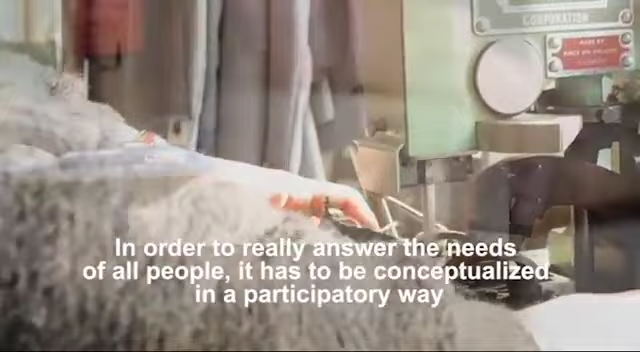 CORPORATION
In order to really answer the needs
of all people, it has to be conceptualized
in a participatory way